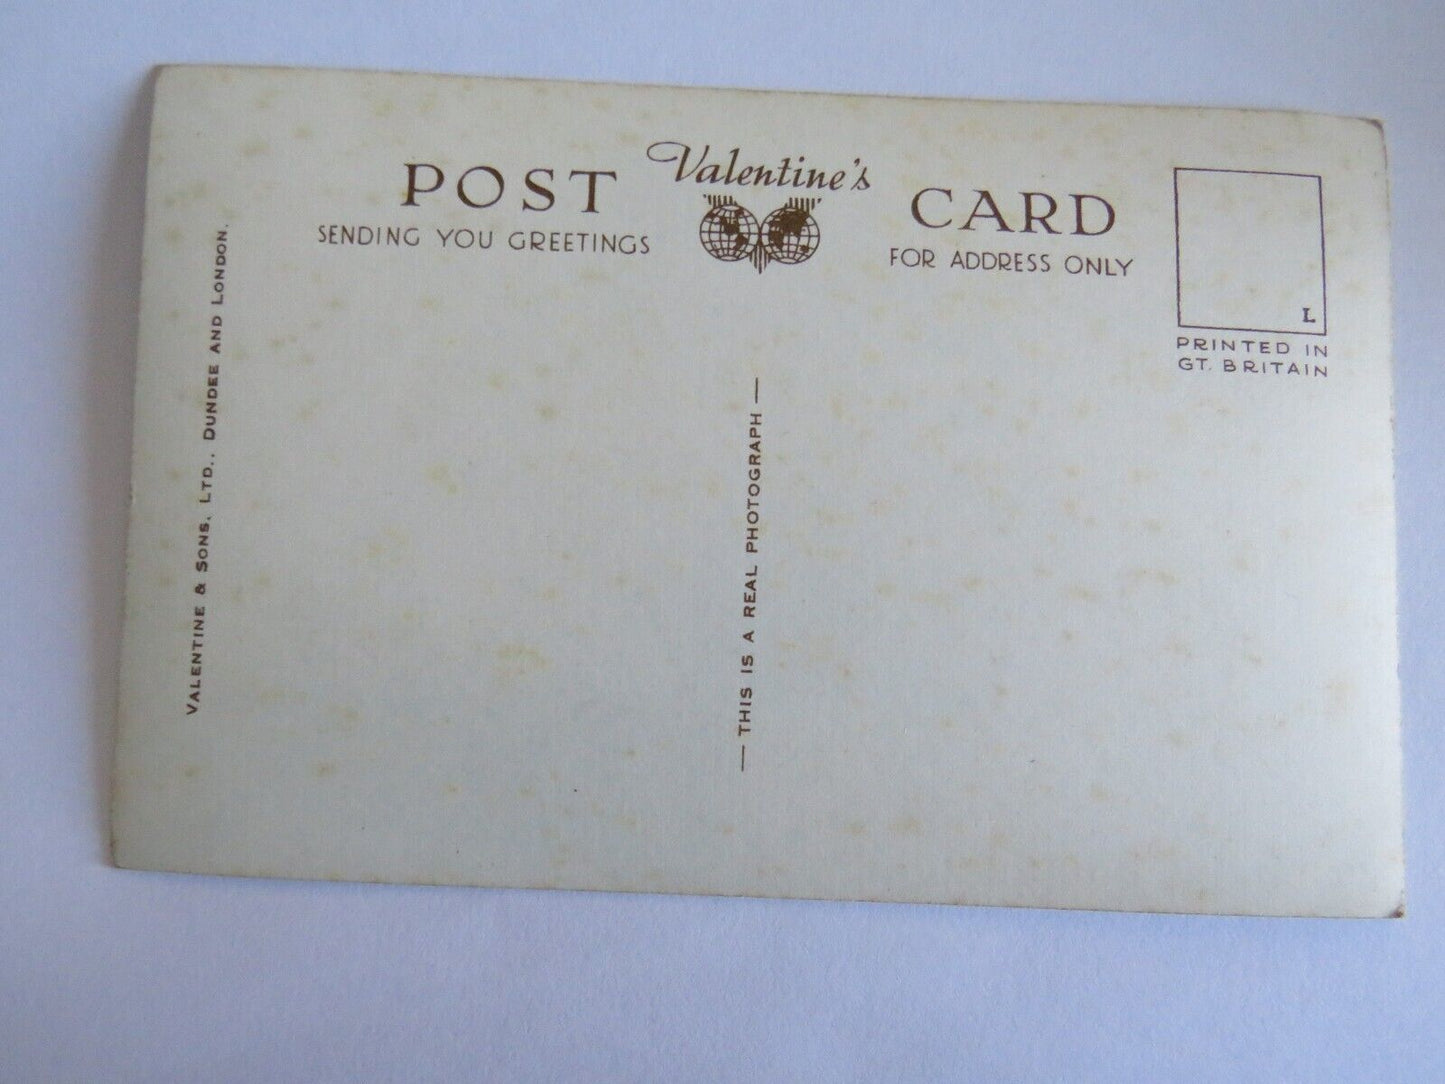 POST Valentine's CARD
SENDING YOU GREETINGS
FOR ADDRESS ONLY
L
PRINTED IN
GT. BRITAIN
VALENTINE & SONS. LTD., DUNDEE AND LONDON.
— THIS IS A REAL PHOTOGRAPH —